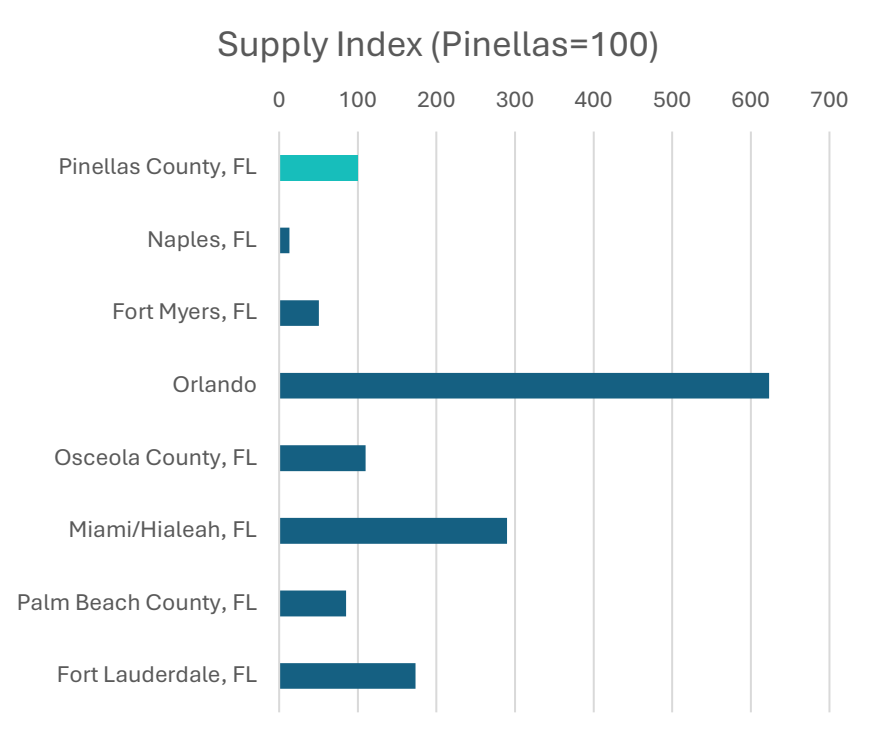 Supply Index (Pinellas=100)
0 100 200 300 400 500 600 700
Pinellas County, FL
Naples, FL
Fort Myers, FL
Orlando
Osceola County, FL
Miami/Hialeah, FL
Palm Beach County, FL
Fort Lauderdale, FL